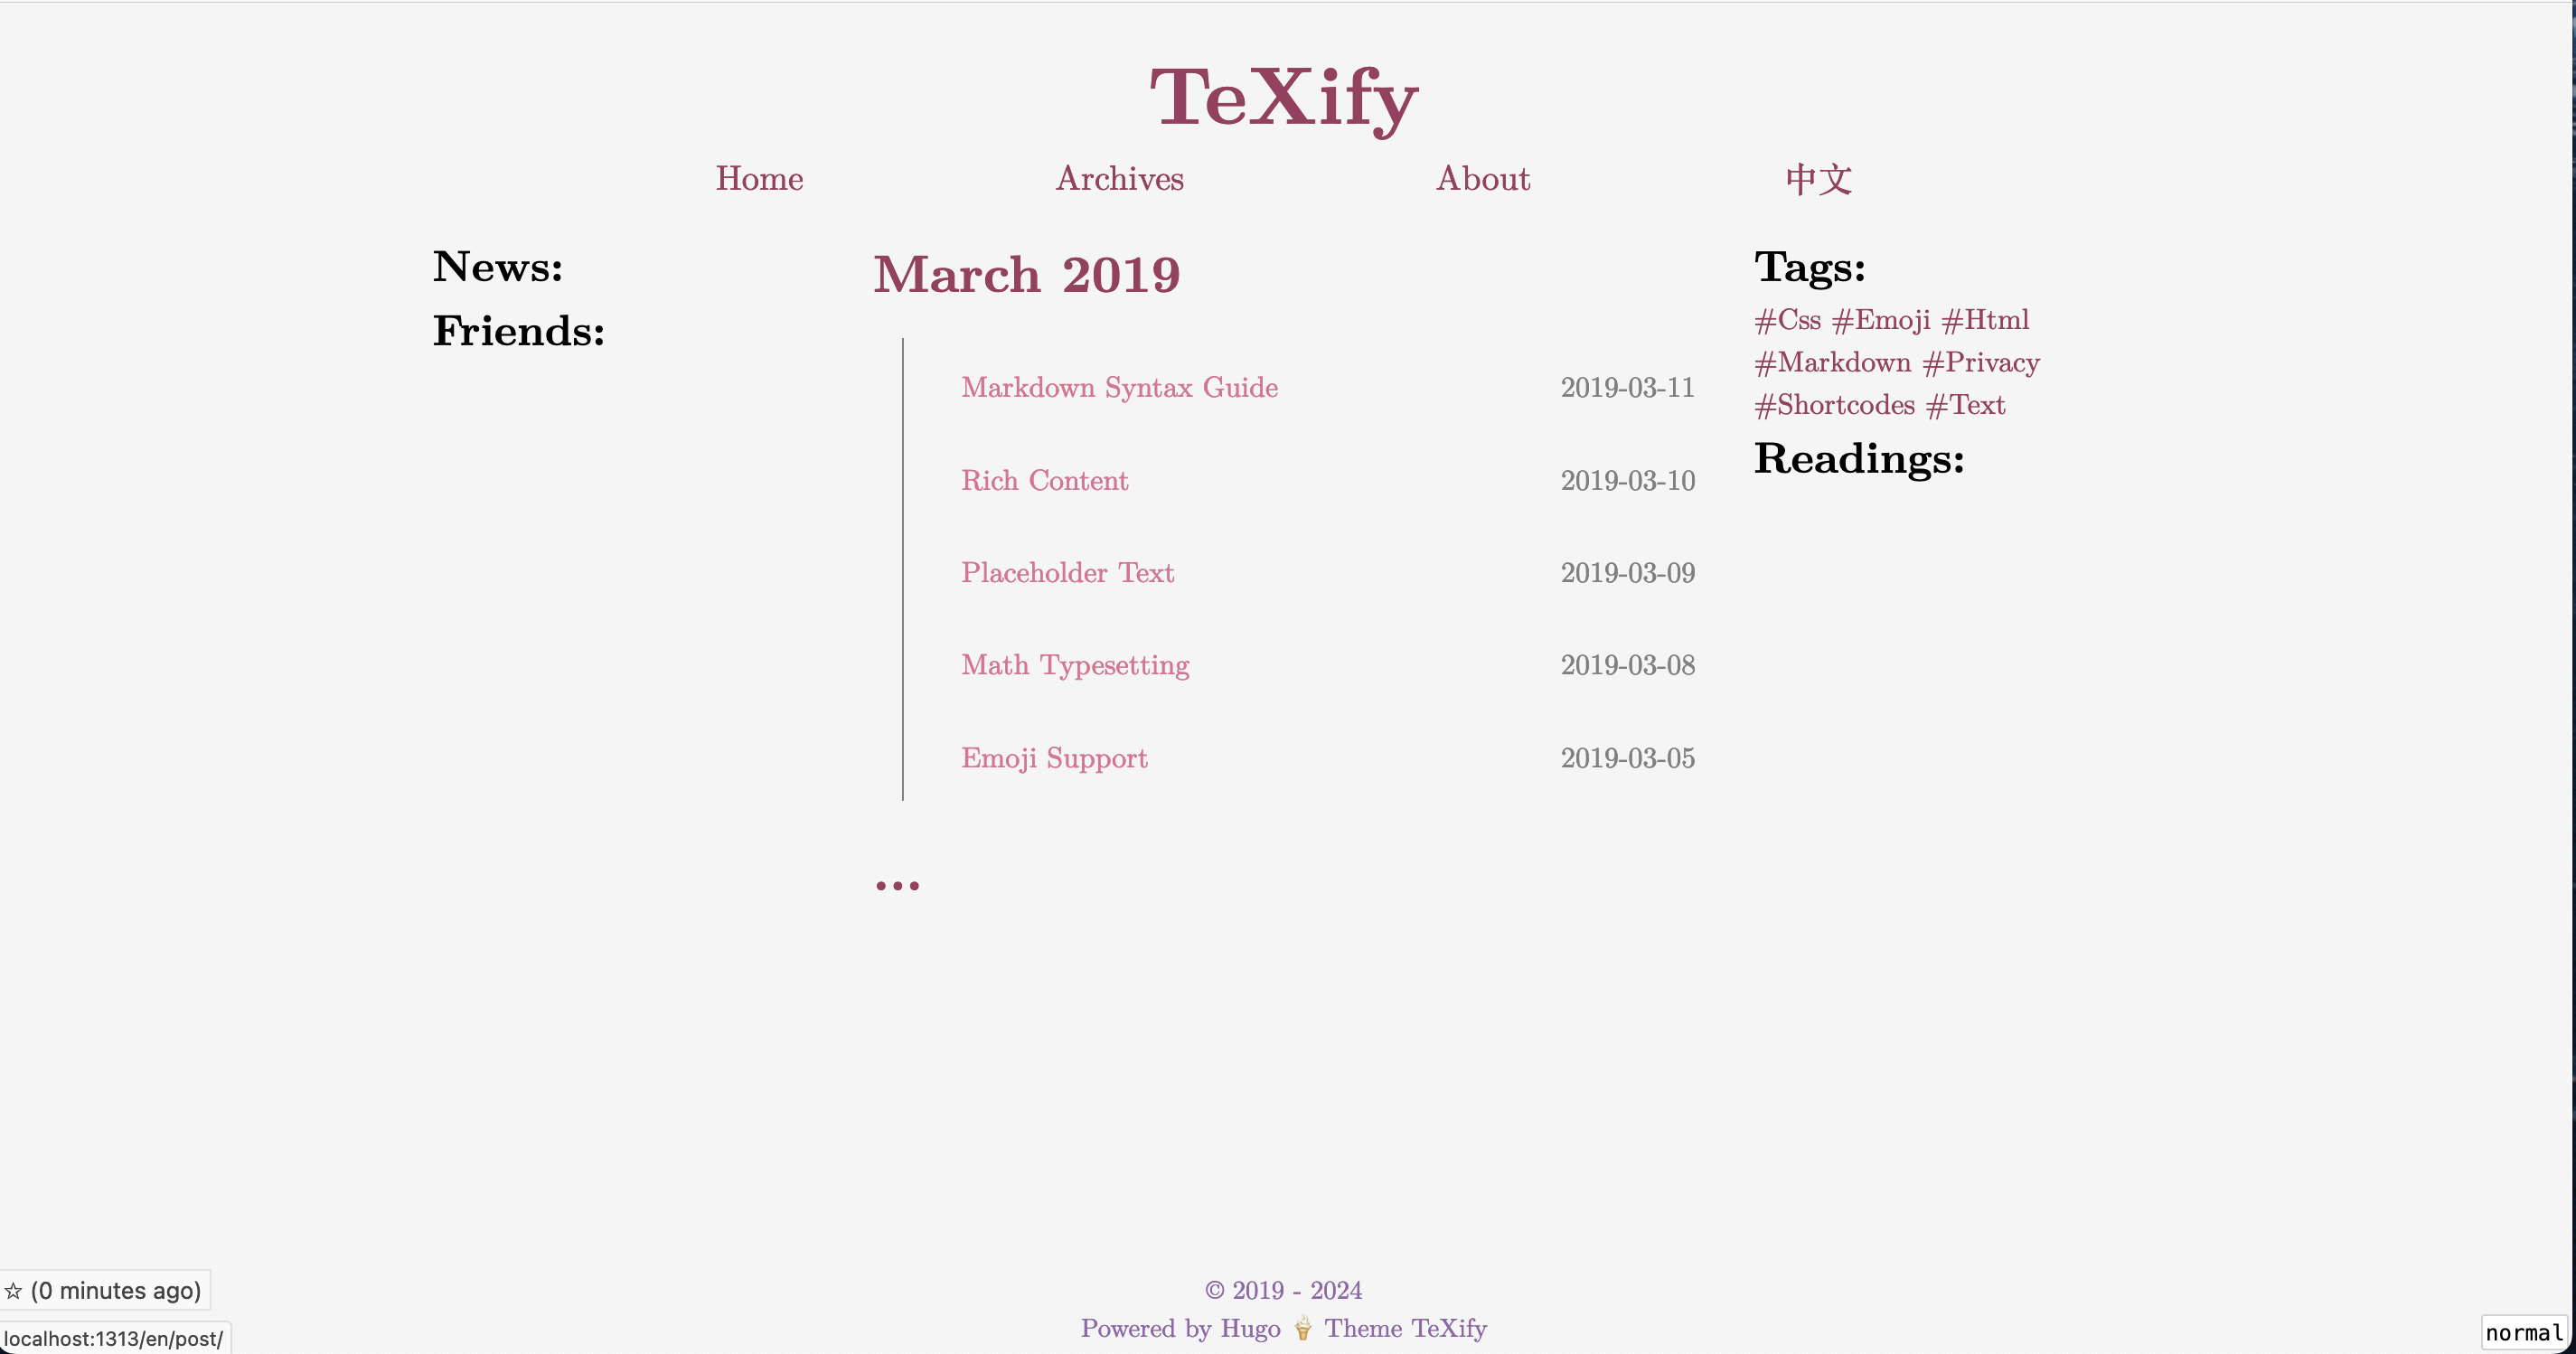 TeXify
Home Archives About 中文
News:
Friends:
March 2019
Markdown Syntax Guide 2019-03-11
Rich Content 2019-03-10
Placeholder Text 2019-03-09
Math Typesetting 2019-03-08
Emoji Support 2019-03-05
...
Tags:
#Css #Emoji #Html
#Markdown #Privacy
#Shortcodes #Text
Readings:
© 2019 - 2024
Powered by Hugo 🍦 Theme TeXify
☆ (0 minutes ago)
localhost:1313/en/post/
normal